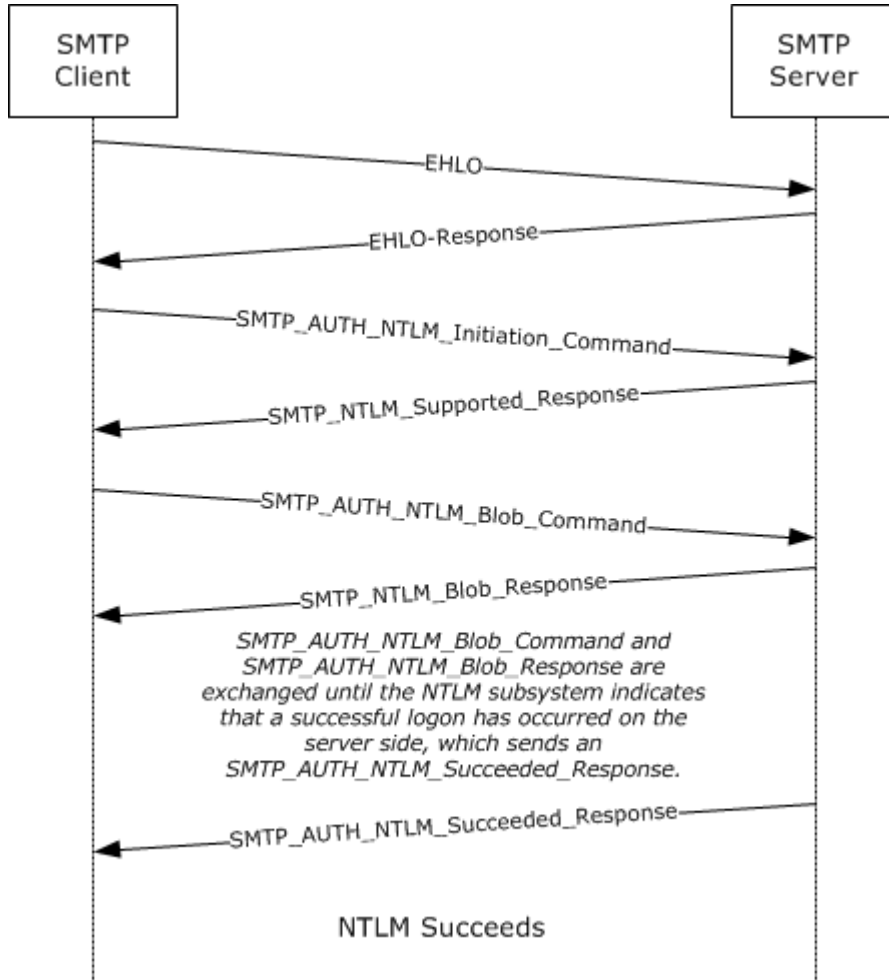 SMTP
Client
SMTP
Server
EHLO
EHLO-Response
SMTP_AUTH_NTLM_Initiation_Command
SMTP_NTLM_Supported_Response
SMTP_AUTH_NTLM_Blob_Command
SMTP_NTLM_Blob_Response
SMTP_AUTH_NTLM_Blob_Command and
SMTP_AUTH_NTLM_Blob_Response are
exchanged until the NTLM subsystem indicates
that a successful logon has occurred on the
server side, which sends an
SMTP_AUTH_NTLM_Succeeded_Response.
SMTP_AUTH_NTLM_Succeeded_Response
NTLM Succeeds